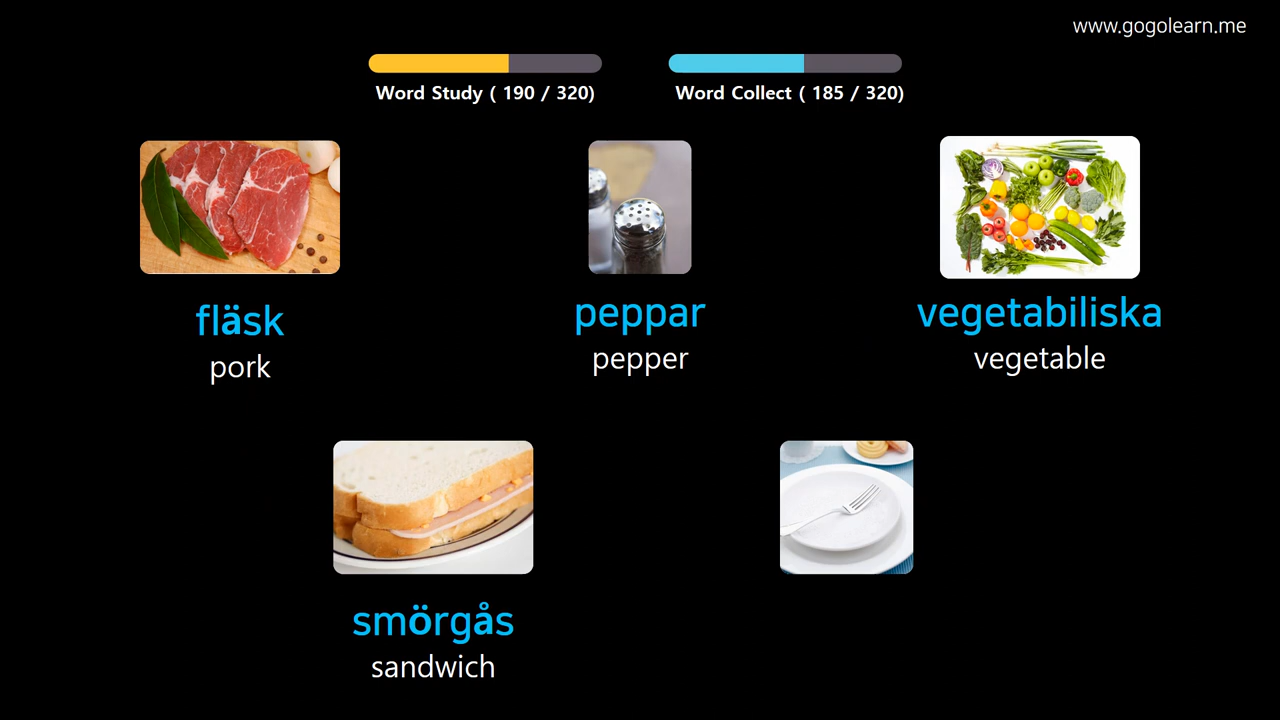 www.gogolearn.me
Word Study ( 190 / 320)
Word Collect ( 185 / 320)
fläsk
pork
peppar
pepper
vegetabiliska
vegetable
smörgås
sandwich